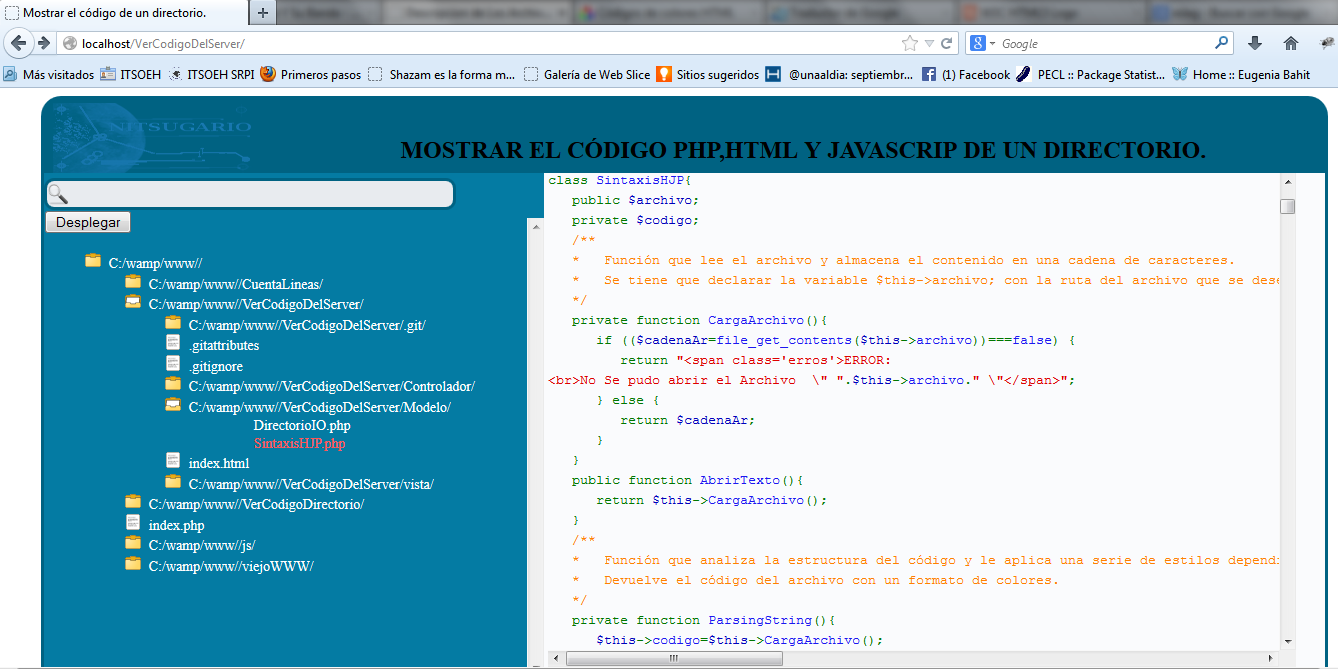 Mostrar el código de un directorio.
localhost/VerCodigoDelServer/
Google
Más visitados ITSOEH ITSOEH SRPI Primeros pasos Shazam es la forma m... Galería de Web Slice Sitios sugeridos @unaaldia: septiembr... (1) Facebook PECL :: Package Statist... Home :: Eugenia Bahit
NITSUGARIO
MOSTRAR EL CÓDIGO PHP,HTML Y JAVASCRIP DE UN DIRECTORIO.
Desplegar
C:/wamp/www//
C:/wamp/www//CuentaLineas/
C:/wamp/www//VerCodigoDelServer/
C:/wamp/www//VerCodigoDelServer/.git/
.gitattributes
.gitignore
C:/wamp/www//VerCodigoDelServer/Controlador/
C:/wamp/www//VerCodigoDelServer/Modelo/
DirectorioIO.php
SintaxisHJP.php
index.html
C:/wamp/www//VerCodigoDelServer/vista/
C:/wamp/www//VerCodigoDirectorio/
index.php
C:/wamp/www//js/
C:/wamp/www//viejoWWW/
class SintaxisHJP{
public $archivo;
private $codigo;
/**
* Función que lee el archivo y almacena el contenido en una cadena de caracteres.
* Se tiene que declarar la variable $this->archivo; con la ruta del archivo que se dese
*/
private function CargaArchivo(){
if (($cadenaAr=file_get_contents($this->archivo))===false) {
return "<span class='erros'>ERROR:
<br>No Se pudo abrir el Archivo \" ".$this->archivo." \"</span>";
} else {
return $cadenaAr;
}
}
public function AbrirTexto(){
return $this->CargaArchivo();
}
/**
* Función que analiza la estructura del código y le aplica una serie de estilos dependi
* Devuelve el código del archivo con un formato de colores.
*/
private function ParsingString(){
$this->codigo=$this->CargaArchivo();